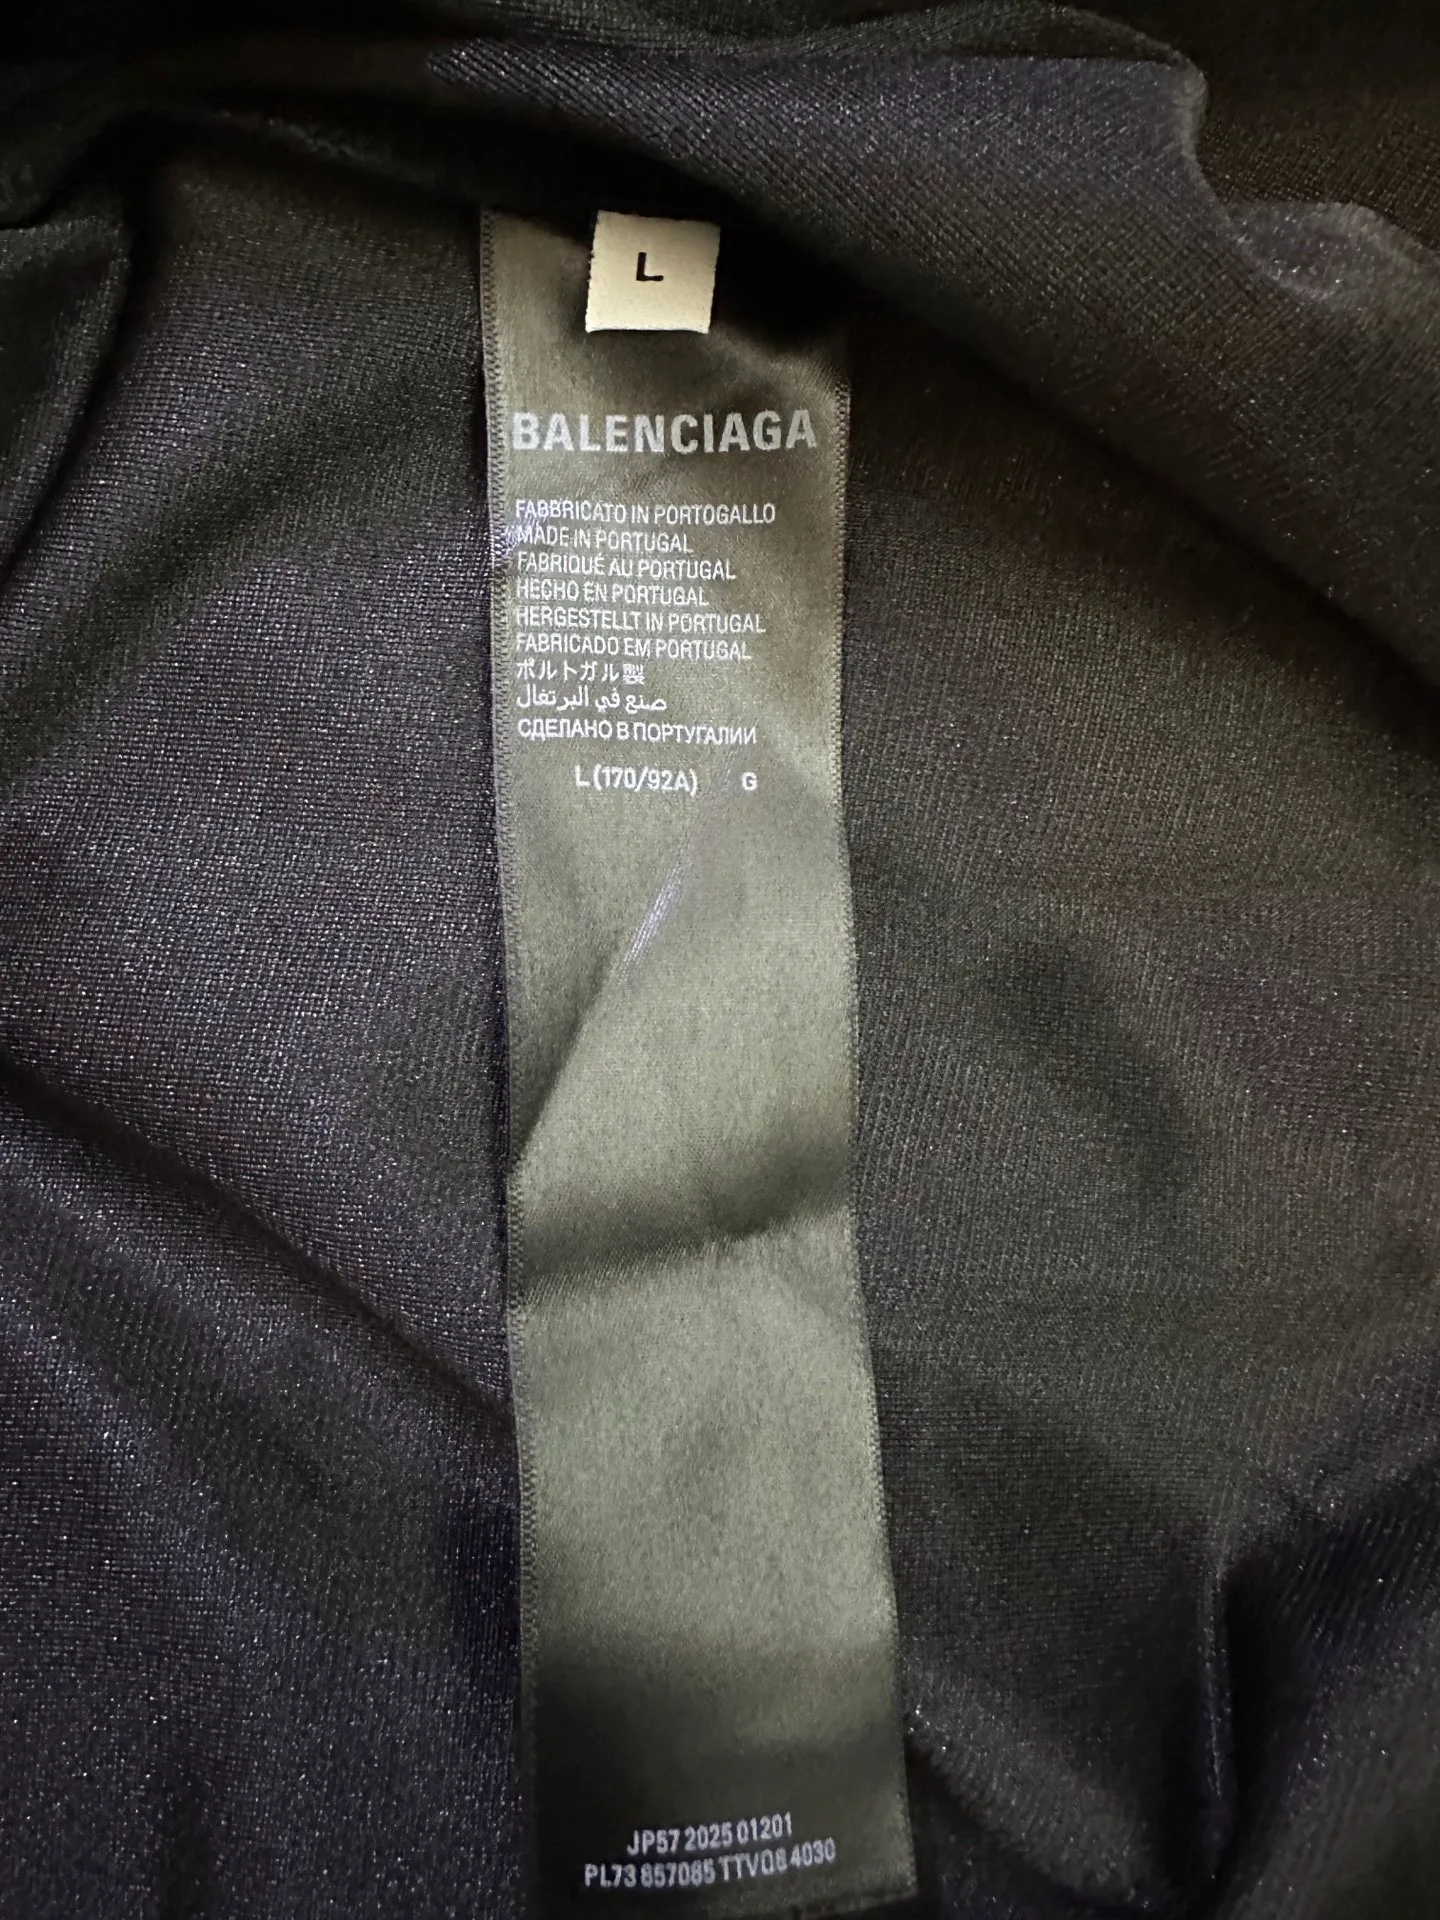 L
BALENCIAGA
FABBRICATO IN PORTOGALLO
MADE IN PORTUGAL
FABRIQUÉ AU PORTUGAL
HECHO EN PORTUGAL
HERGESTELLT IN PORTUGAL
FABRICADO EM PORTUGAL
ポルトガル製
صنع في البرتغال
СДЕЛАНО В ПОРТУГАЛИИ
L (170/92A) G
JP57 2025 01201
PL73 857085 TTVQ8 4030